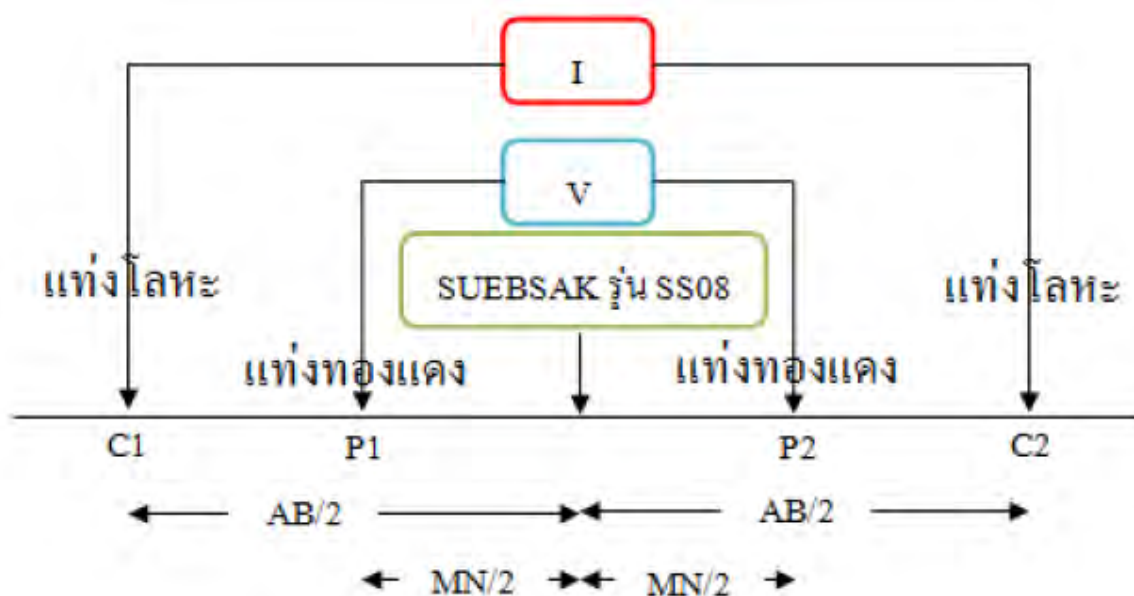 I
V
แท่งโลหะ
SUEBSAK รุ่น SS08
แท่งโลหะ
แท่งทองแดง
แท่งทองแดง
C1
P1
P2
C2
AB/2
AB/2
MN/2
MN/2